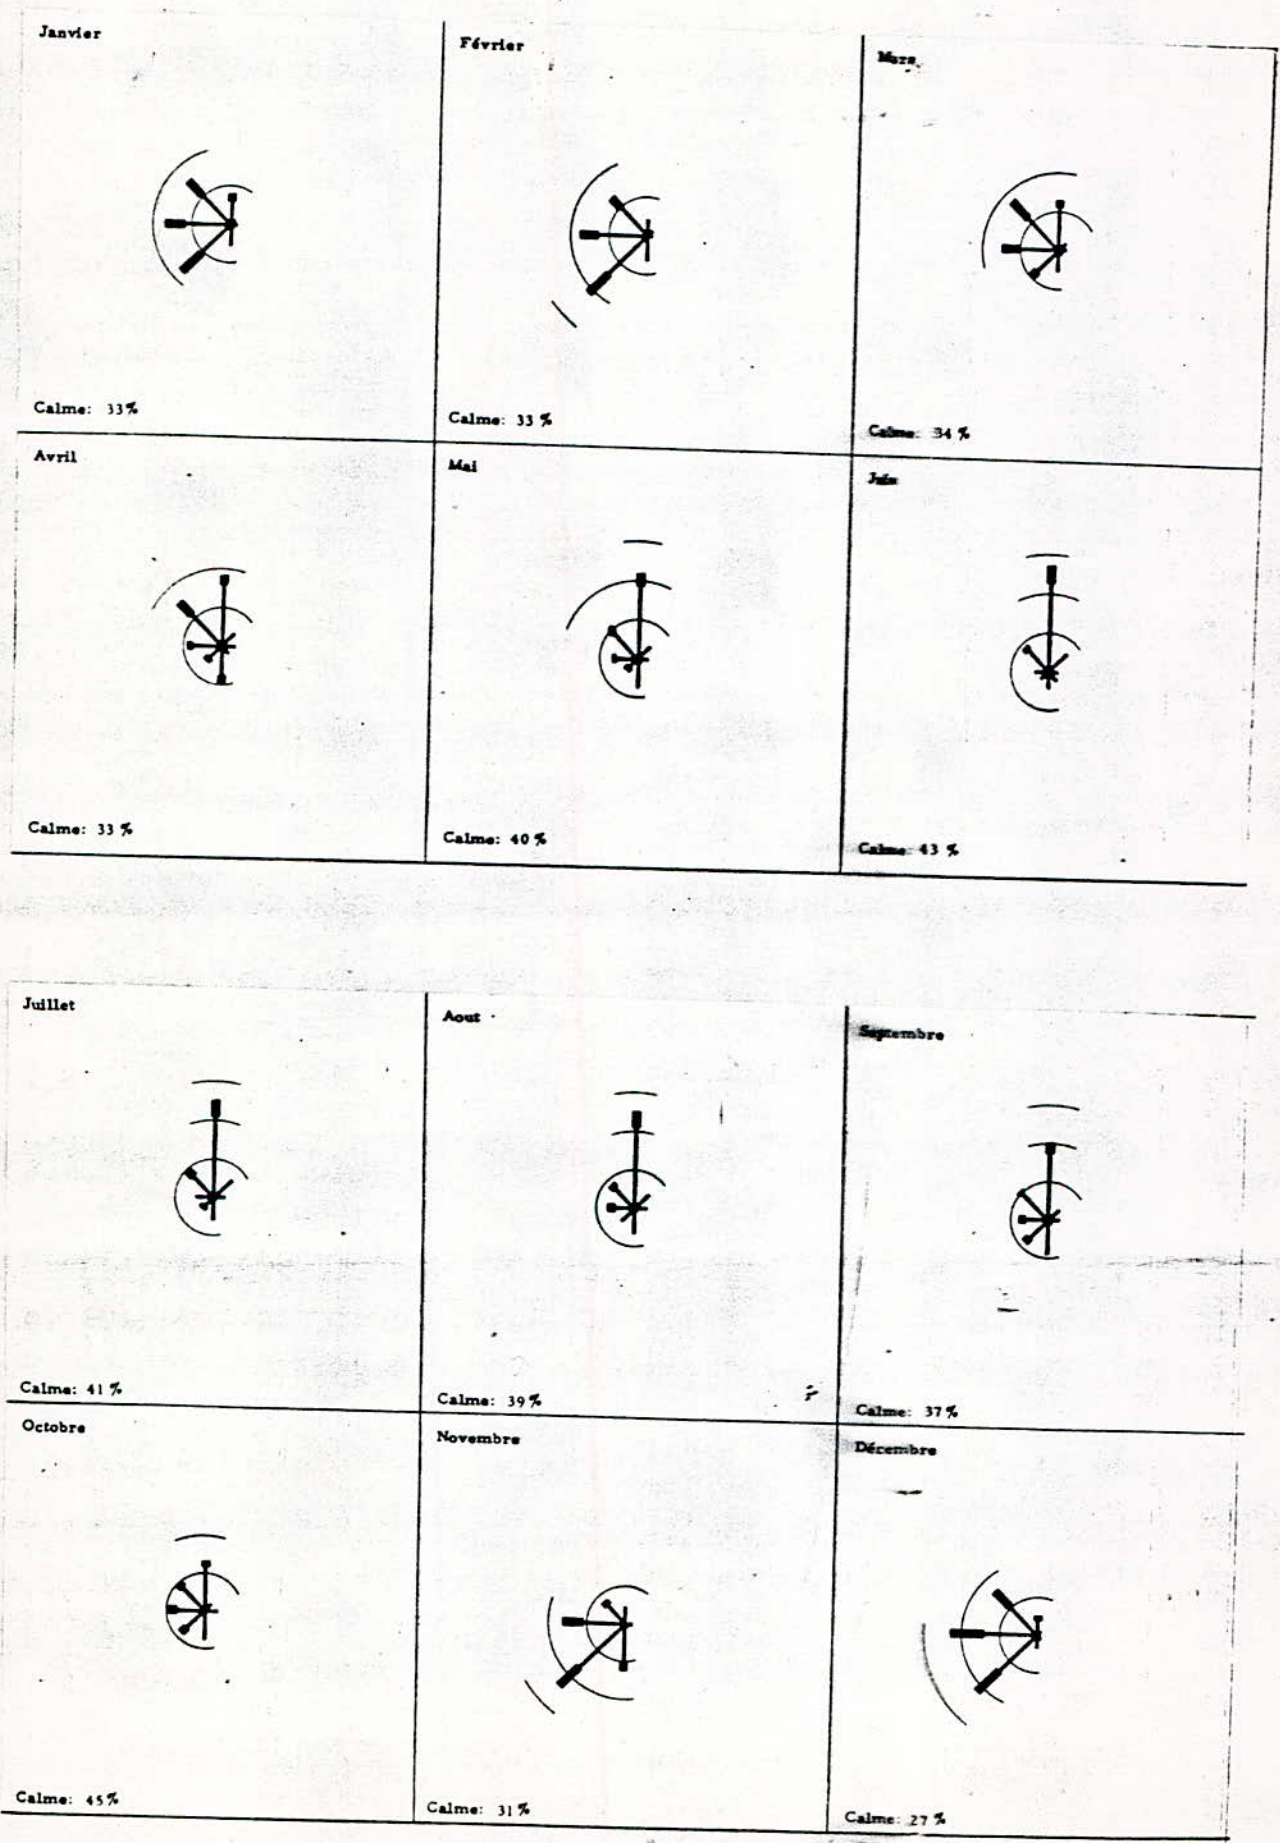 Janvier
Février
Mars
Calme: 33%
Calme: 33 %
Calme: 34 %
Avril
Mai
Juin
Calme: 33 %
Calme: 40 %
Calme: 43 %
Juillet
Aout
Septembre
Calme: 41 %
Calme: 39%
Calme: 37%
Octobre
Novembre
Décembre
Calme: 45%
Calme: 31 %
Calme: 27 %